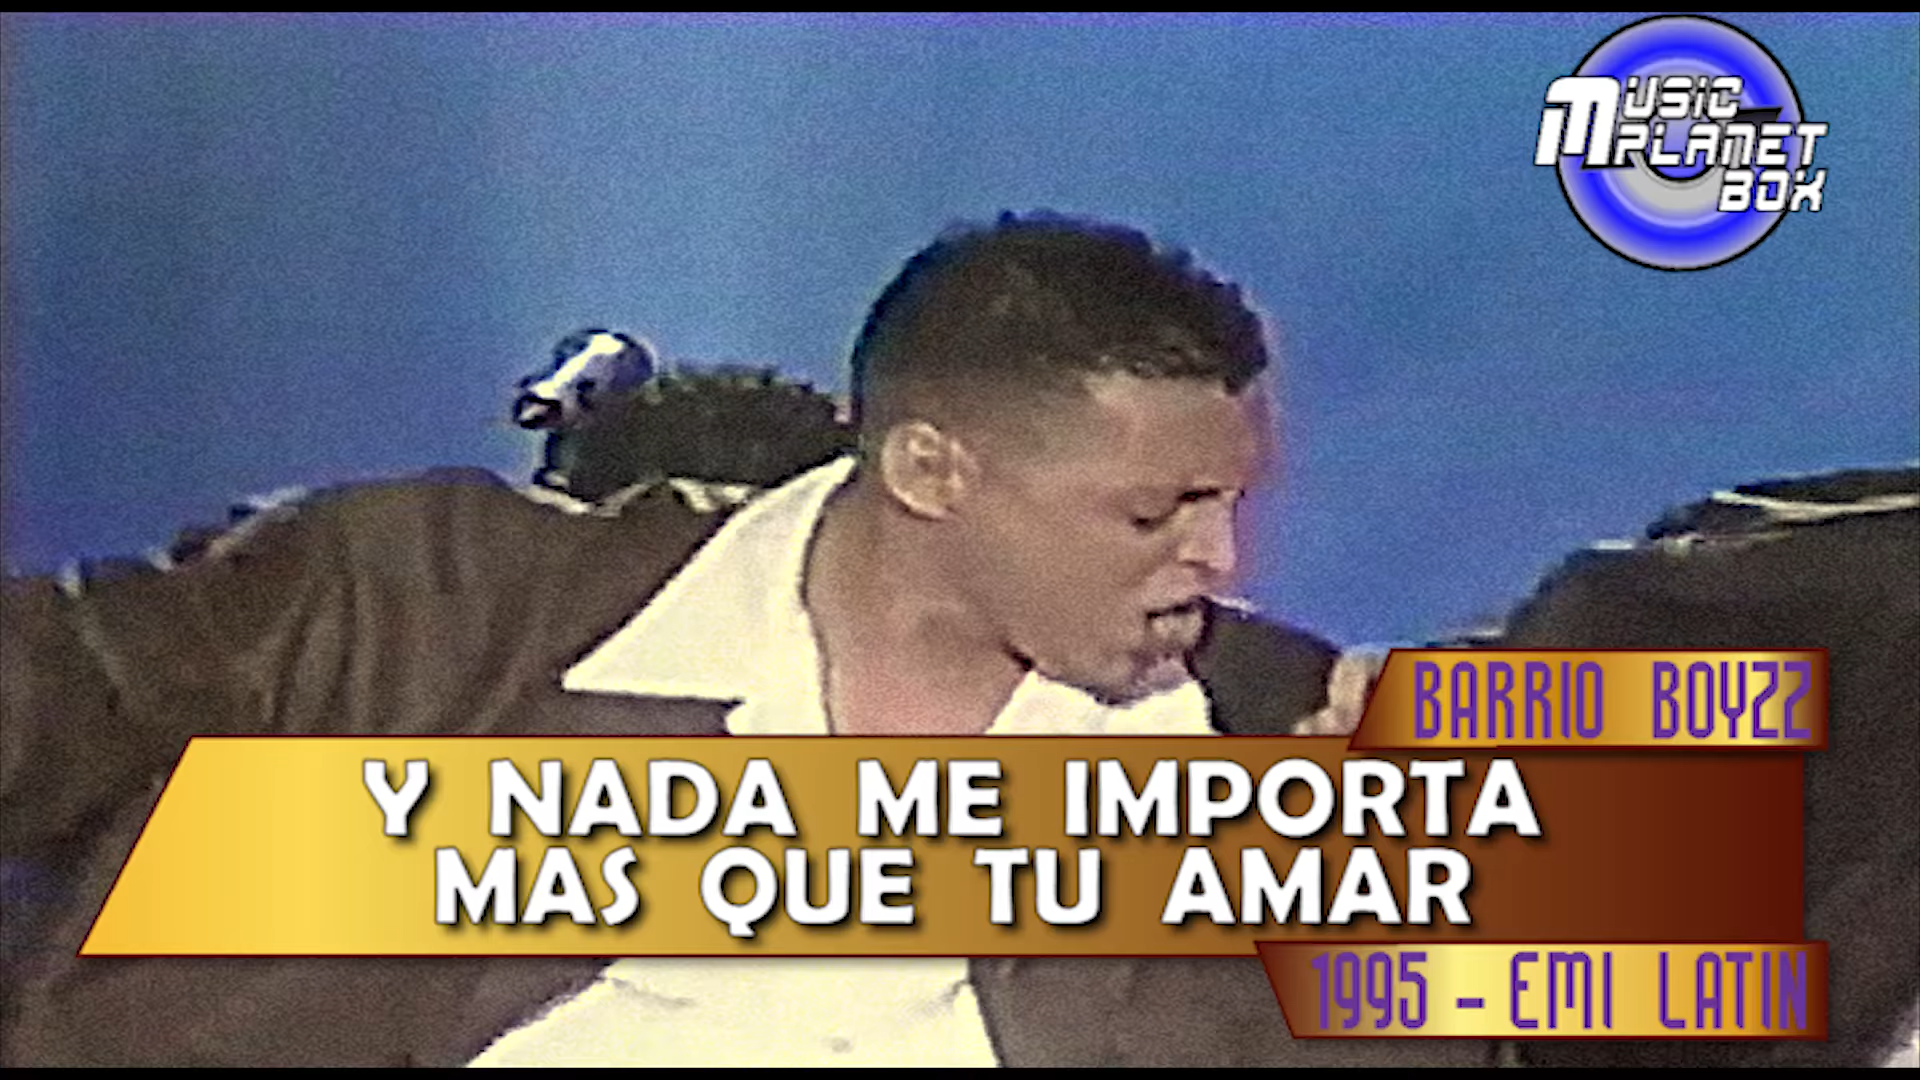 MUSIC
PLANET
BOX
BARRIO BOYZZ
Y NADA ME IMPORTA
MAS QUE TU AMAR
1995 - EMI LATIN